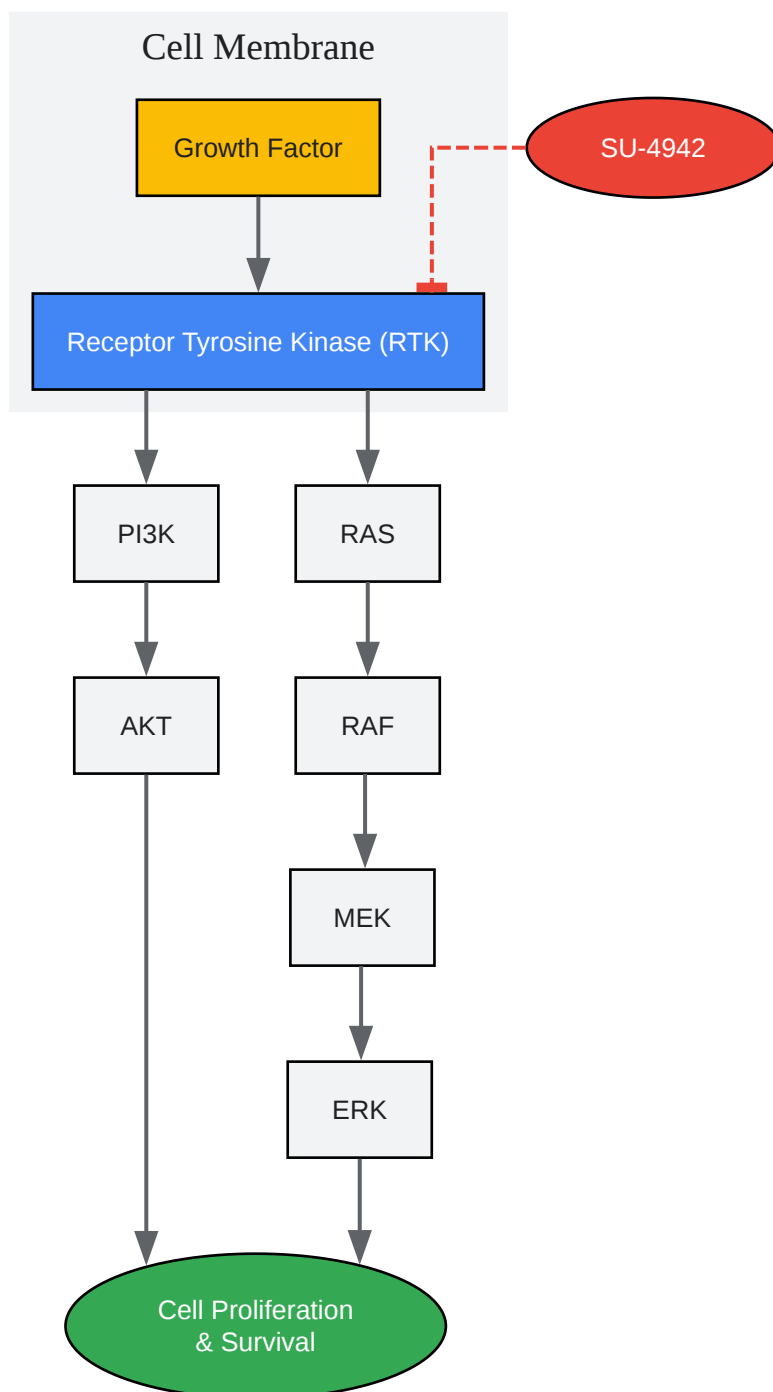 Cell Membrane
Growth Factor
SU-4942
Receptor Tyrosine Kinase (RTK)
PI3K
RAS
AKT
RAF
MEK
ERK
Cell Proliferation
& Survival